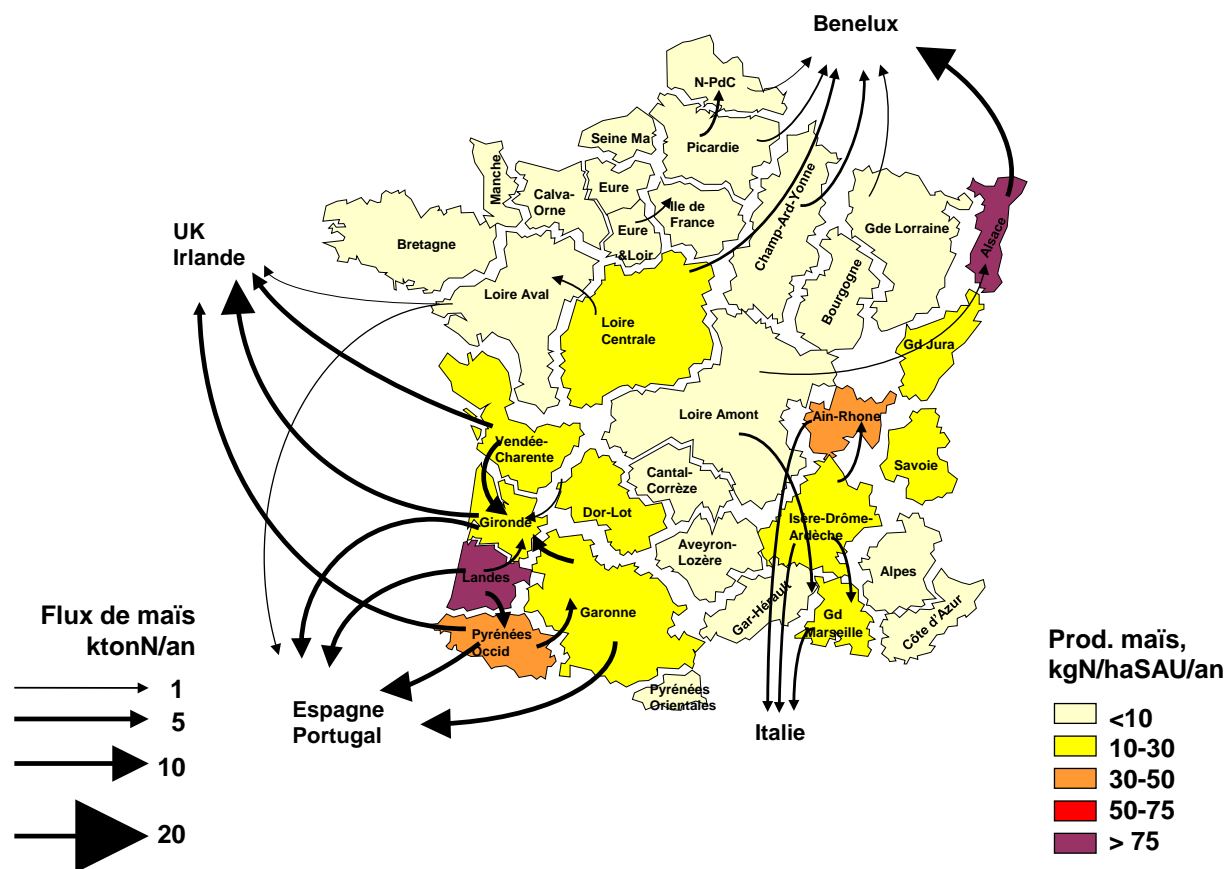 Benelux
N-PdC
Seine Ma
Picardie
Manche
Calva-
Orne
Eure
Ile de
France
Eure
&Loir
Champ-Ard-Yonne
Gde Lorraine
Alsace
Bretagne
UK
Irlande
Loire Aval
Loire
Centrale
Bourgogne
Gd Jura
Loire Amont
Ain-Rhone
Vendée-
Charente
Cantal-
Corrèze
Savoie
Gironde
Dor-Lot
Isère-Drôme-
Ardèche
Aveyron-
Lozère
Alpes
Landes
Garonne
Gar-Hérault
Gd
Marseille
Côte d'Azur
Pyrénées
Occid
Pyrénées
Orientales
Espagne
Portugal
Italie
Flux de maïs
ktonN/an
1
5
10
20
Prod. maïs,
kgN/haSAU/an
<10
10-30
30-50
50-75
> 75